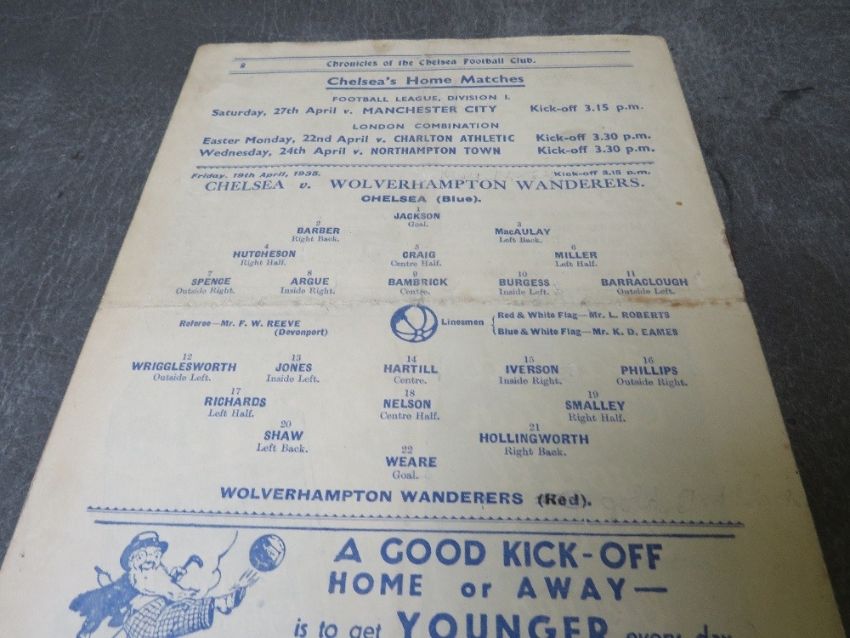 8 Chronicles of the Chelsea Football Club.
Chelsea's Home Matches
FOOTBALL LEAGUE, DIVISION I.
Saturday, 27th April v. MANCHESTER CITY Kick-off 3.15 p.m.
LONDON COMBINATION
Easter Monday, 22nd April v. CHARLTON ATHLETIC Kick-off 3.30 p.m.
Wednesday, 24th April v. NORTHAMPTON TOWN Kick-off 3.30 p.m.
Friday, 19th April, 1935. Kick-off 3.15 p.m.
CHELSEA v. WOLVERHAMPTON WANDERERS.
CHELSEA (Blue).
1
JACKSON
Goal.
2 3
BARBER MacAULAY
Right Back. Left Back.
4 5 6
HUTCHESON CRAIG MILLER
Right Half. Centre Half. Left Half.
7 8 9 10 11
SPENCE ARGUE BAMBRICK BURGESS BARRACLOUGH
Outside Right. Inside Right. Centre. Inside Left. Outside Left.
Referee—Mr. F. W. REEVE (Devonport)
Linesmen { Red & White Flag—Mr. L. ROBERTS
Blue & White Flag—Mr. K. D. EAMES
12 13 14 15 16
WRIGGLESWORTH JONES HARTILL IVERSON PHILLIPS
Outside Left. Inside Left. Centre. Inside Right. Outside Right.
17 18 19
RICHARDS NELSON SMALLEY
Left Half. Centre Half. Right Half.
20 21
SHAW HOLLINGWORTH
Left Back. Right Back.
22
WEARE
Goal.
WOLVERHAMPTON WANDERERS (Red).
A GOOD KICK-OFF
HOME or AWAY—
is to get YOUNGER every day